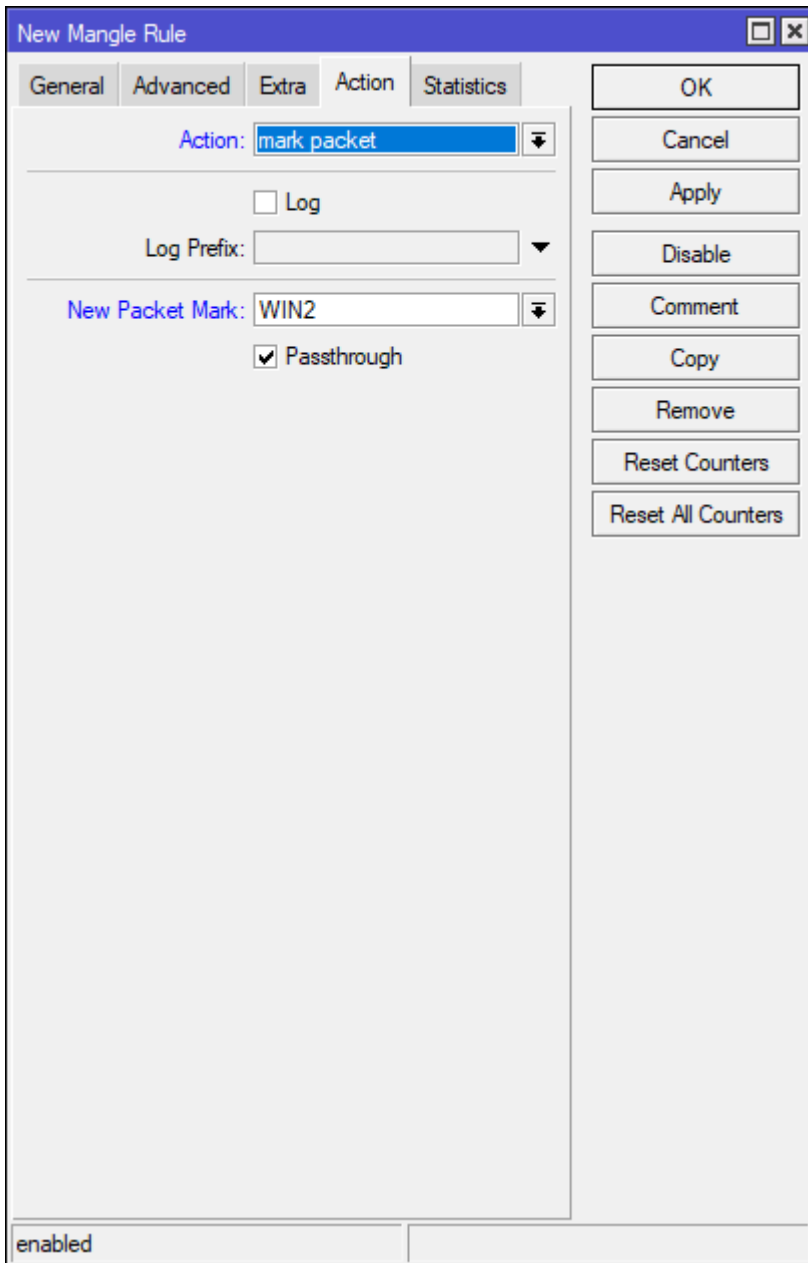 New Mangle Rule
General Advanced Extra Action Statistics
Action: mark packet
Log
Log Prefix:
New Packet Mark: WIN2
Passthrough
OK
Cancel
Apply
Disable
Comment
Copy
Remove
Reset Counters
Reset All Counters
enabled